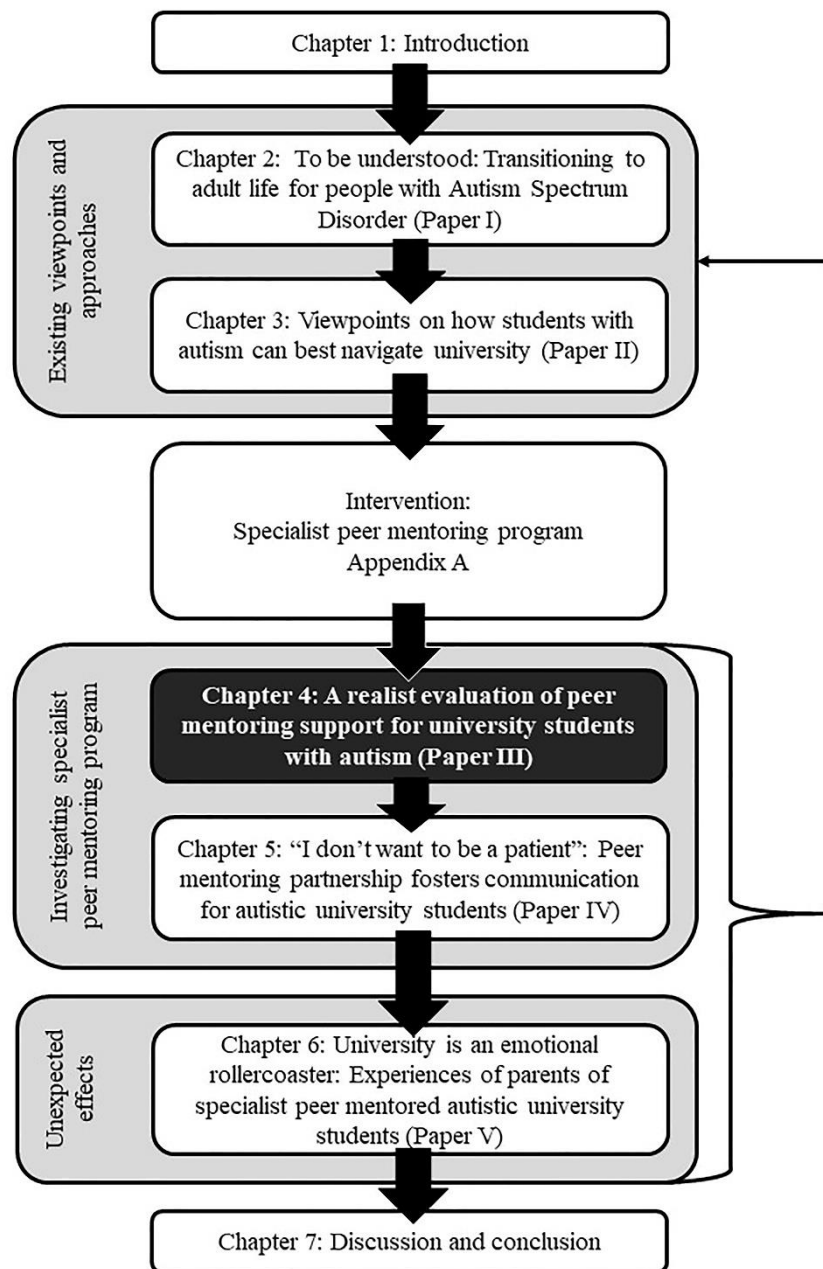 Chapter 1: Introduction
Existing viewpoints and
approaches
Chapter 2: To be understood: Transitioning to
adult life for people with Autism Spectrum
Disorder (Paper I)
Chapter 3: Viewpoints on how students with
autism can best navigate university (Paper II)
Intervention:
Specialist peer mentoring program
Appendix A
Investigating specialist
peer mentoring program
Chapter 4: A realist evaluation of peer
mentoring support for university students
with autism (Paper III)
Chapter 5: “I don’t want to be a patient”: Peer
mentoring partnership fosters communication
for autistic university students (Paper IV)
Unexpected
effects
Chapter 6: University is an emotional
rollercoaster: Experiences of parents of
specialist peer mentored autistic university
students (Paper V)
Chapter 7: Discussion and conclusion